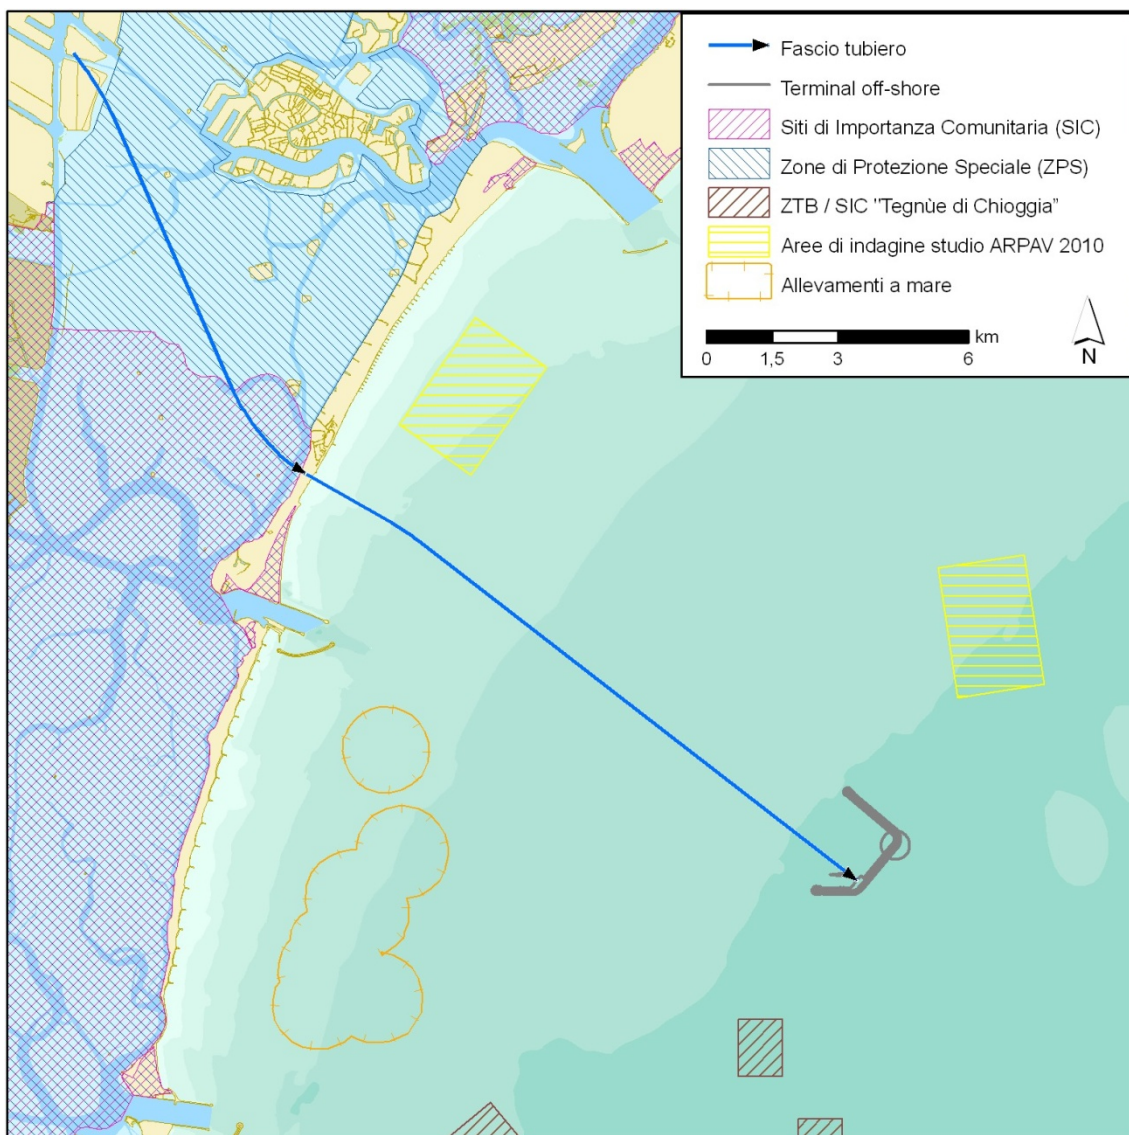 Fascio tubiero
Terminal off-shore
Siti di Importanza Comunitaria (SIC)
Zone di Protezione Speciale (ZPS)
ZTB / SIC "Tegnùe di Chioggia"
Aree di indagine studio ARPAV 2010
Allevamenti a mare
km
0 1,5 3 6
N